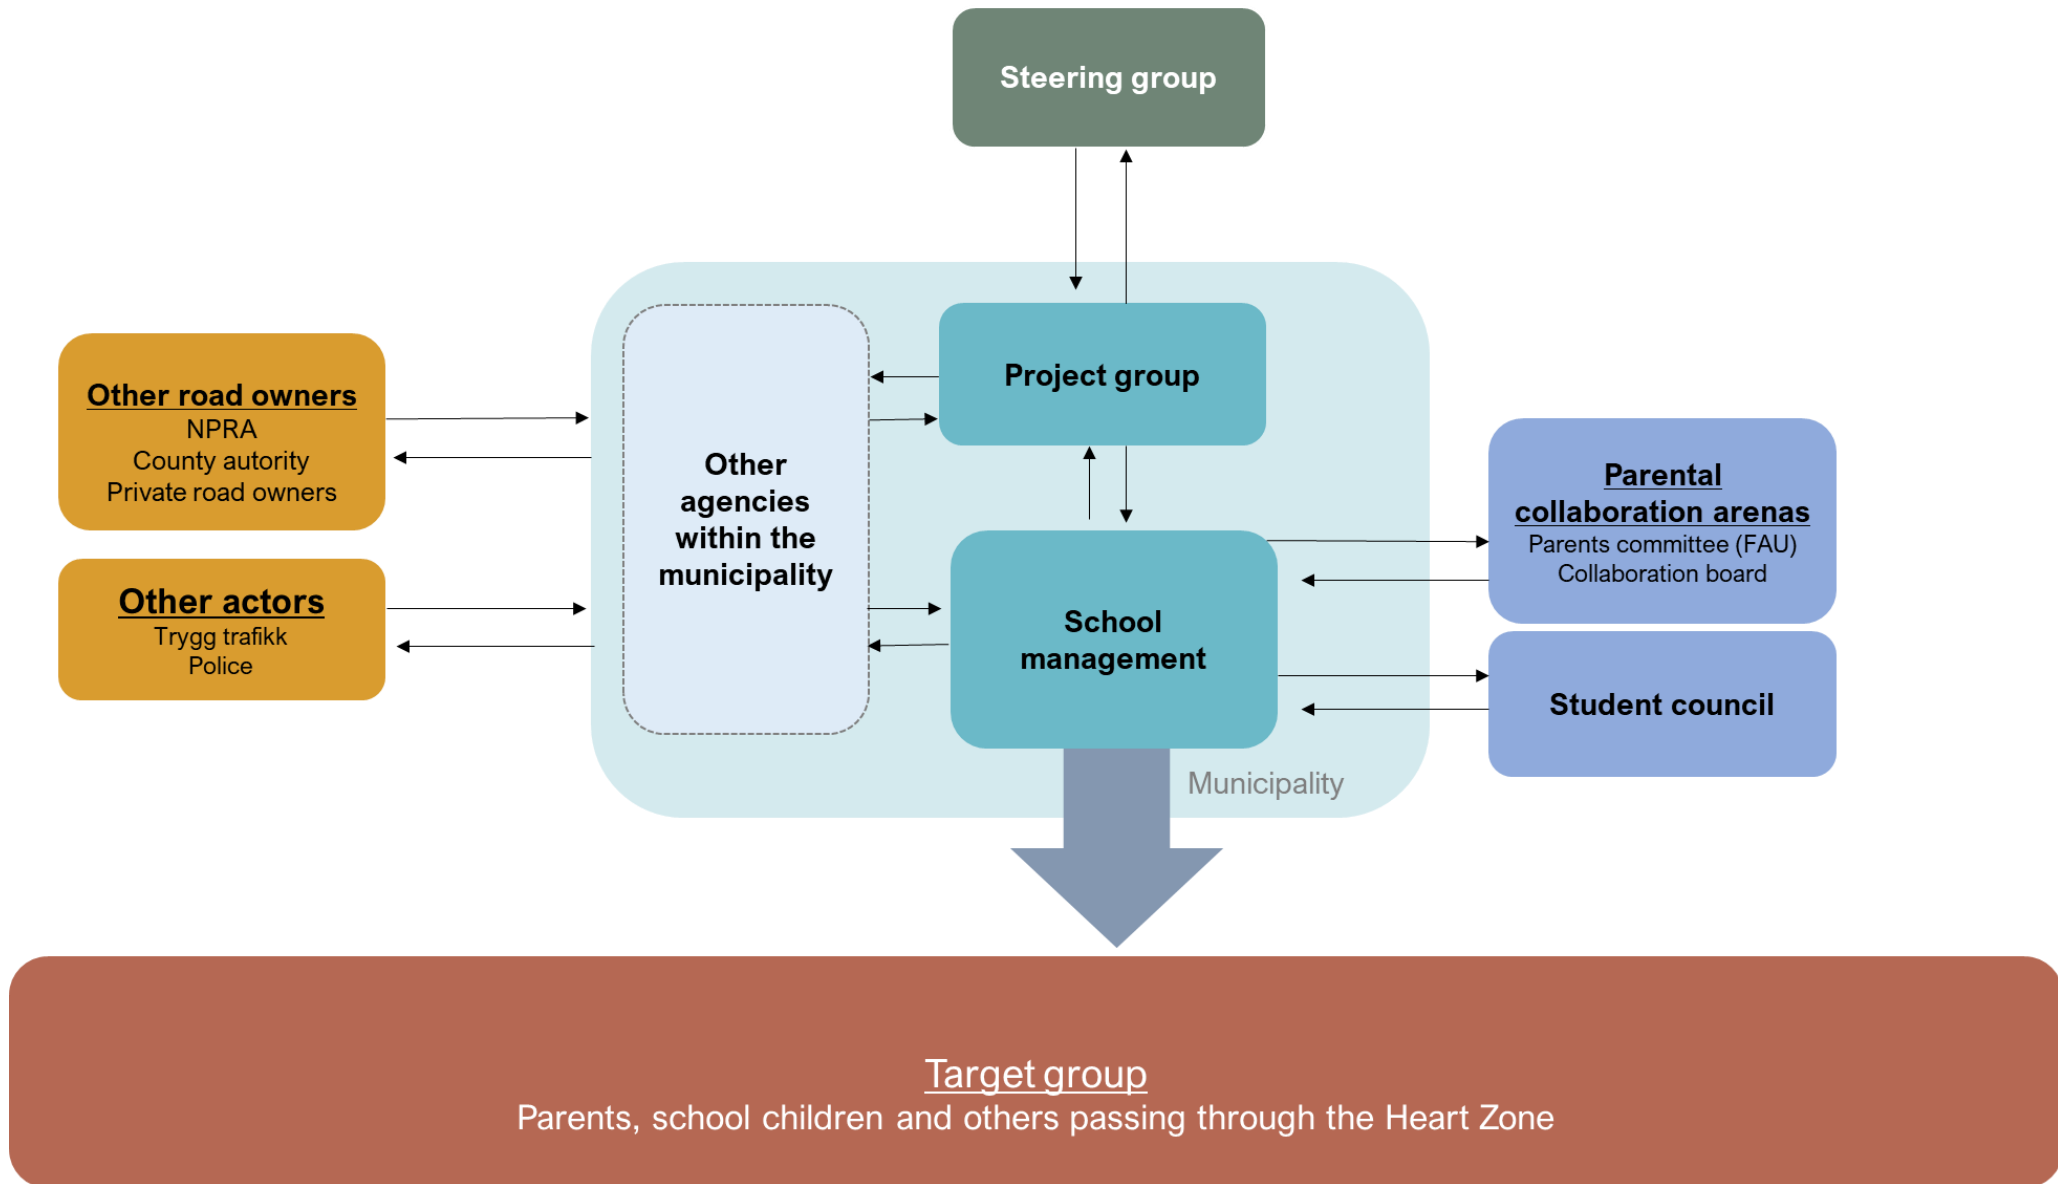 Steering group
Project group
Other road owners
NPRA
County autority
Private road owners
Other
agencies
within the
municipality
Parental
collaboration arenas
Parents committee (FAU)
Collaboration board
Other actors
Trygg trafikk
Police
School
management
Student council
Municipality
Target group
Parents, school children and others passing through the Heart Zone